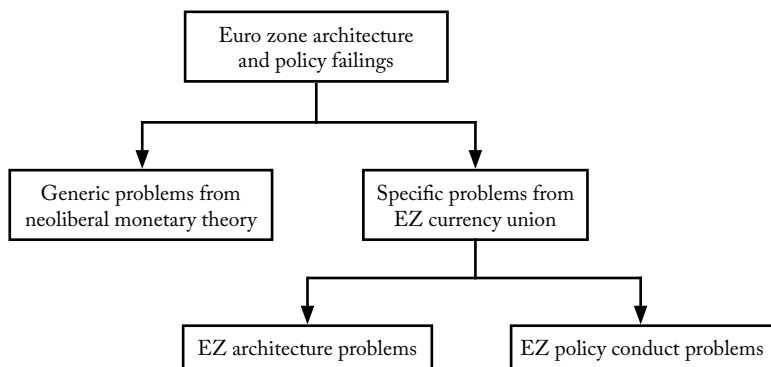 Euro zone architecture
and policy failings
Generic problems from
neoliberal monetary theory
Specific problems from
EZ currency union
EZ architecture problems
EZ policy conduct problems